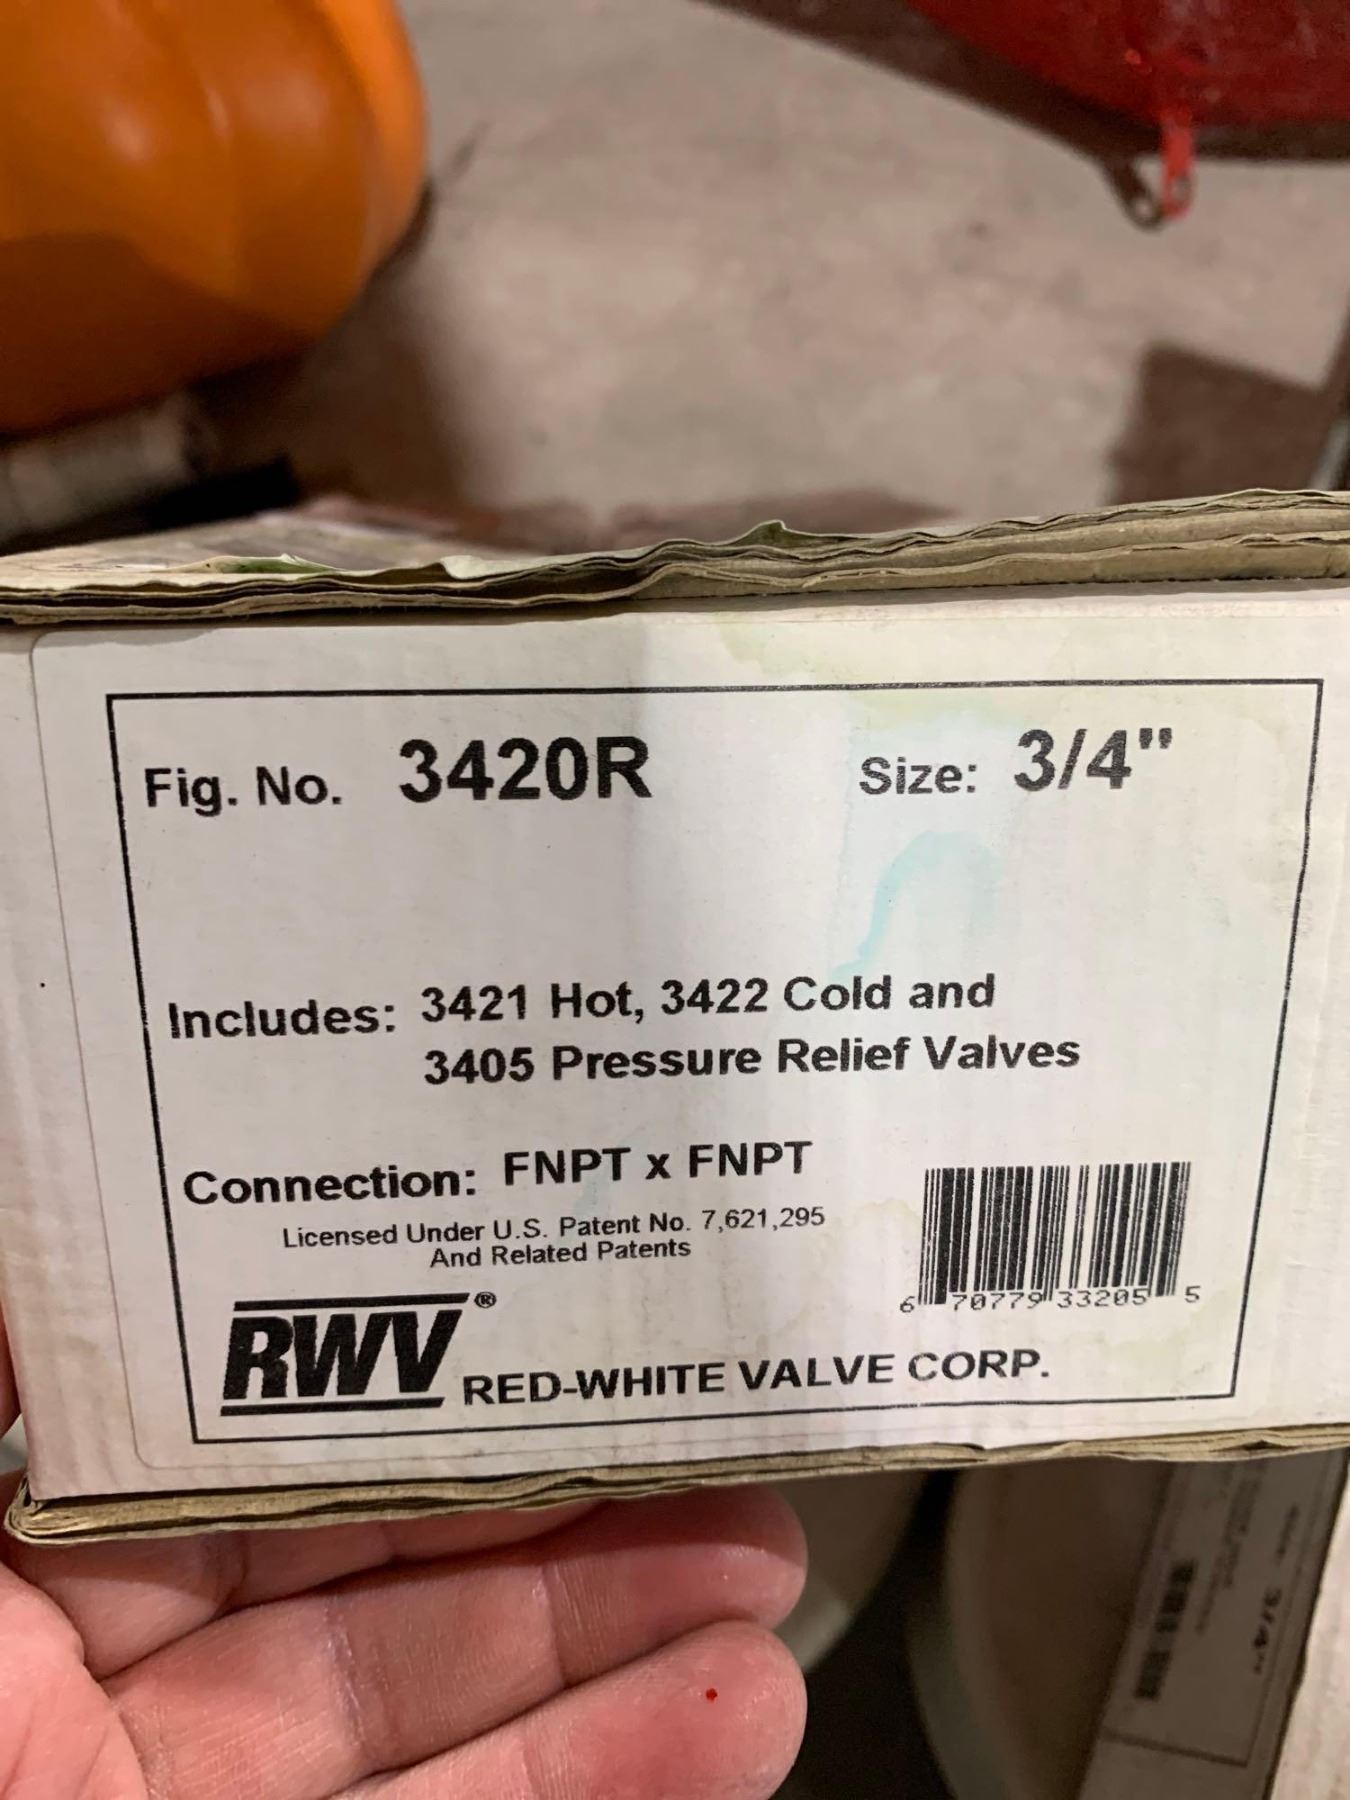 Fig. No. 3420R Size: 3/4"
Includes: 3421 Hot, 3422 Cold and
3405 Pressure Relief Valves
Connection: FNPT x FNPT
Licensed Under U.S. Patent No. 7,621,295
And Related Patents
6 70779 33205 5
RWV® RED-WHITE VALVE CORP.
3/4"